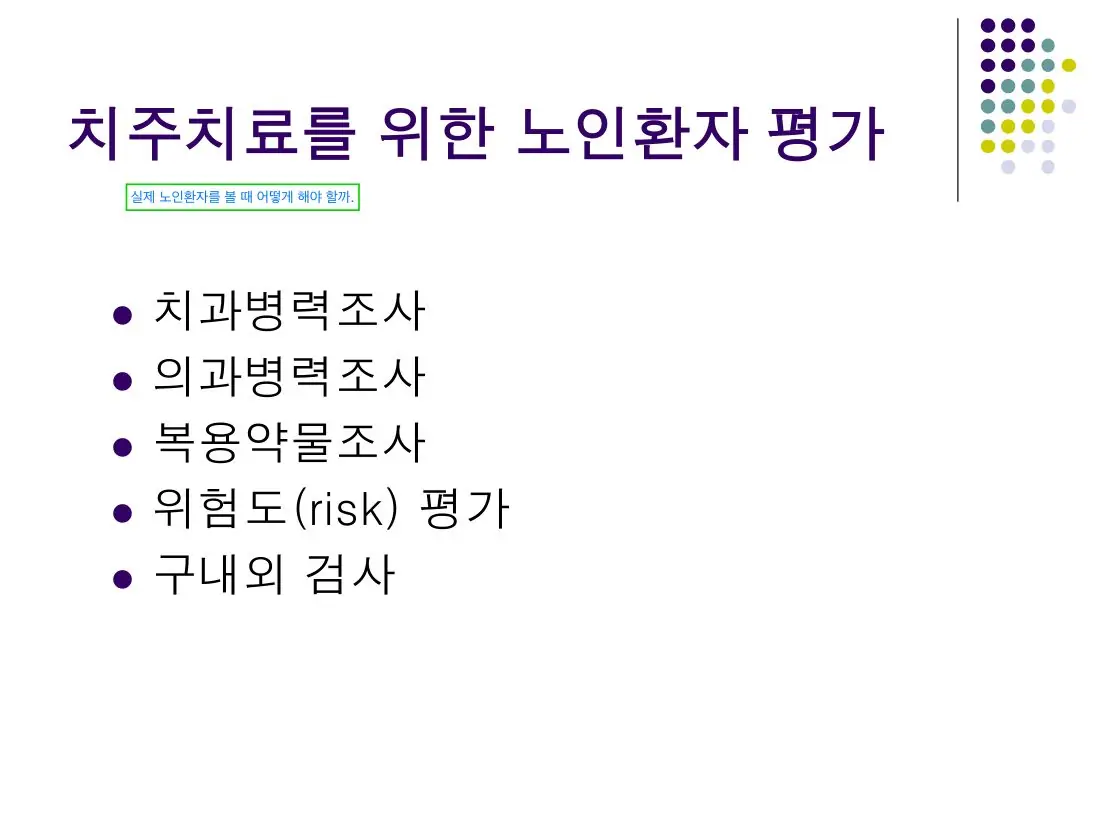 치주치료를 위한 노인환자 평가
실제 노인환자를 볼 때 어떻게 해야 할까.
치과병력조사
의과병력조사
복용약물조사
위험도(risk) 평가
구내외 검사